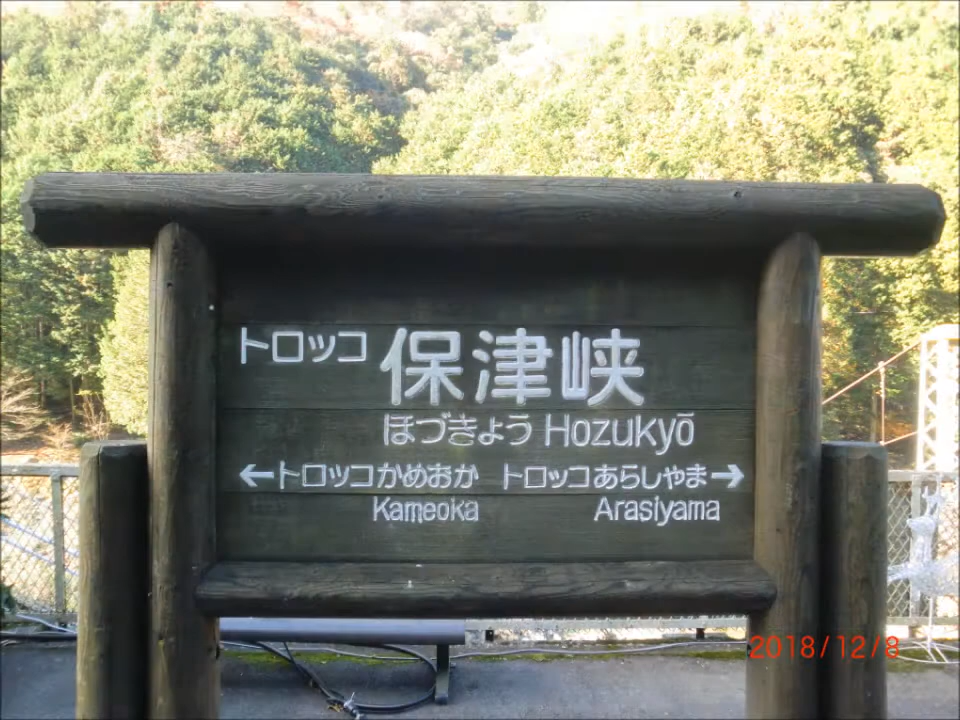 トロッコ 保津峡
ほづきょう Hozukyō
←トロッコかめおか トロッコあらしやま→
Kameoka Arasiyama
2018/12/8